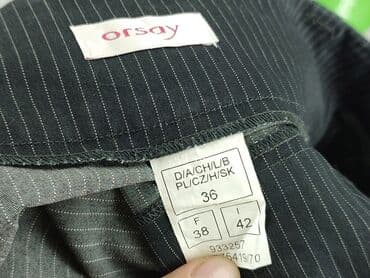 orsay
D/A/CH/L/B
PL/CZ/H/SK
36
F I
38 42
933257